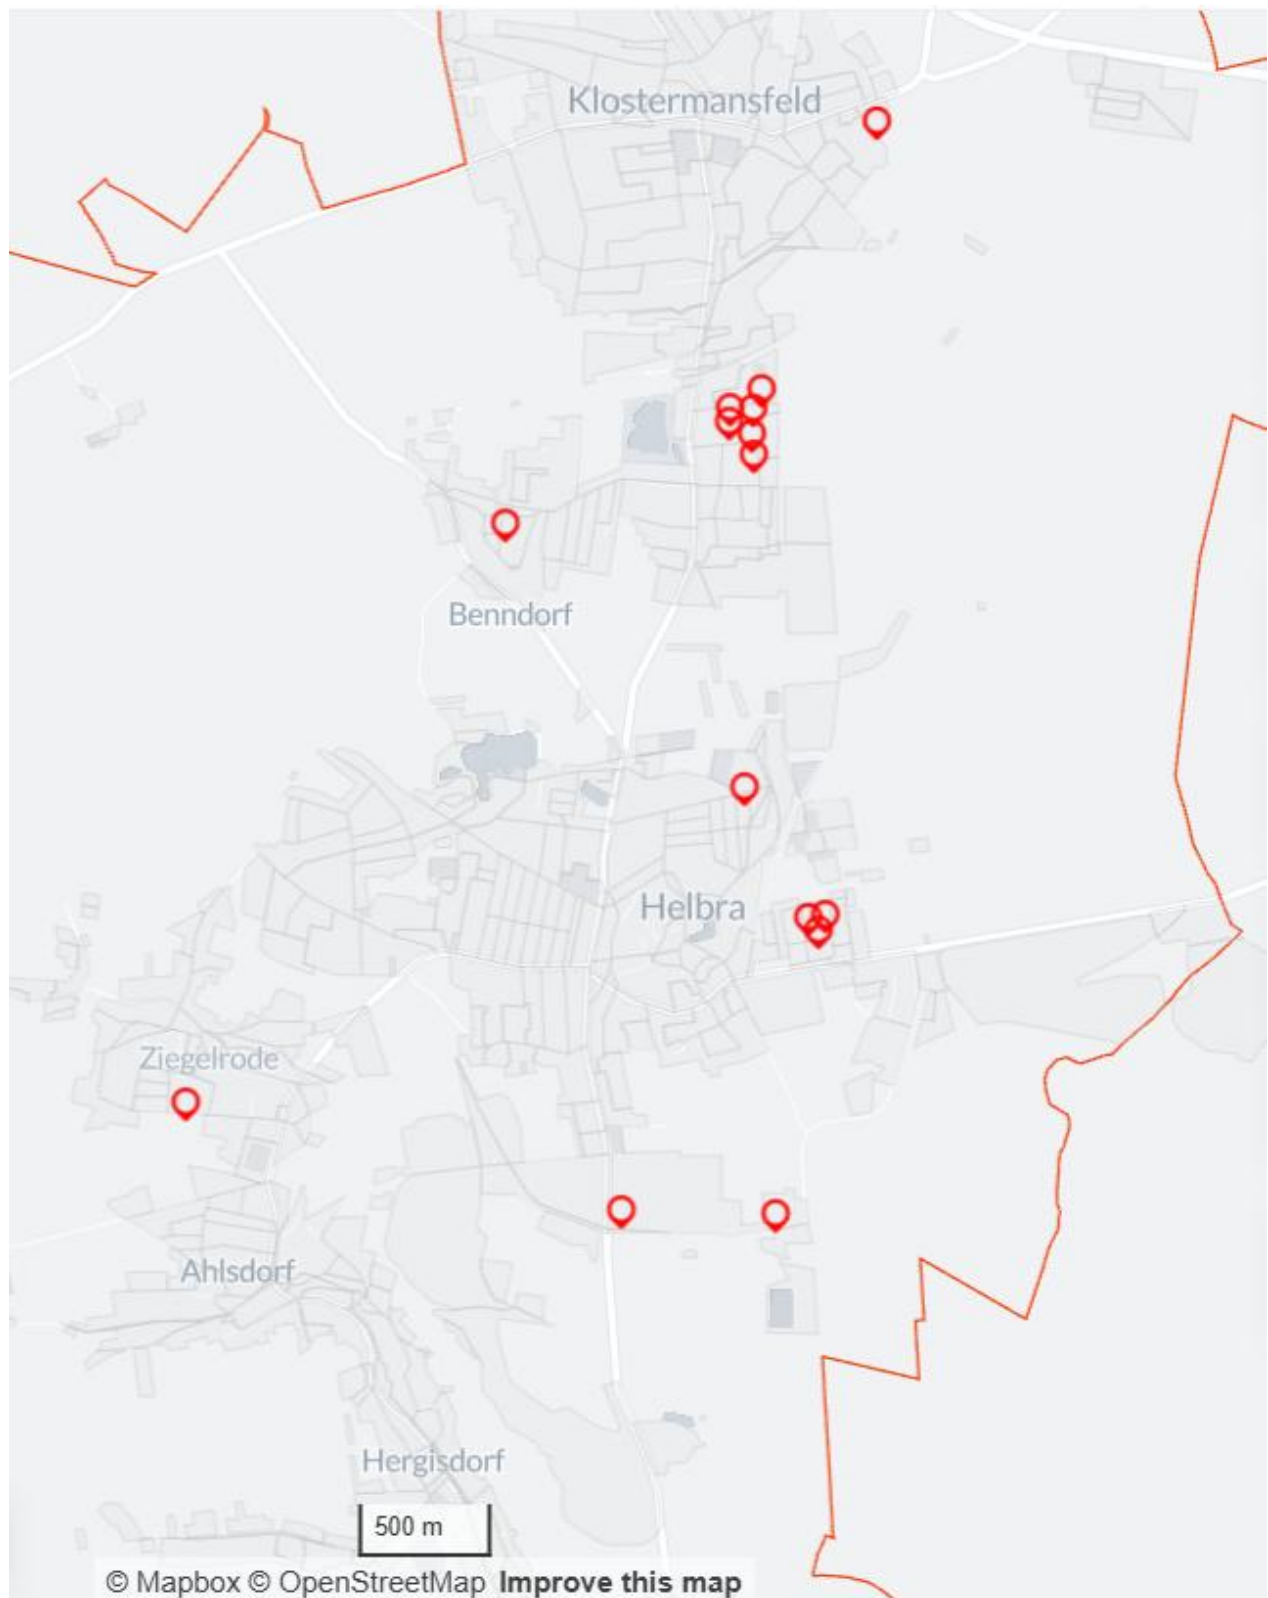 Klostermansfeld
Benndorf
Helbra
Ziegelrode
Ahlsdorf
Hergisdorf
500 m
© Mapbox © OpenStreetMap Improve this map